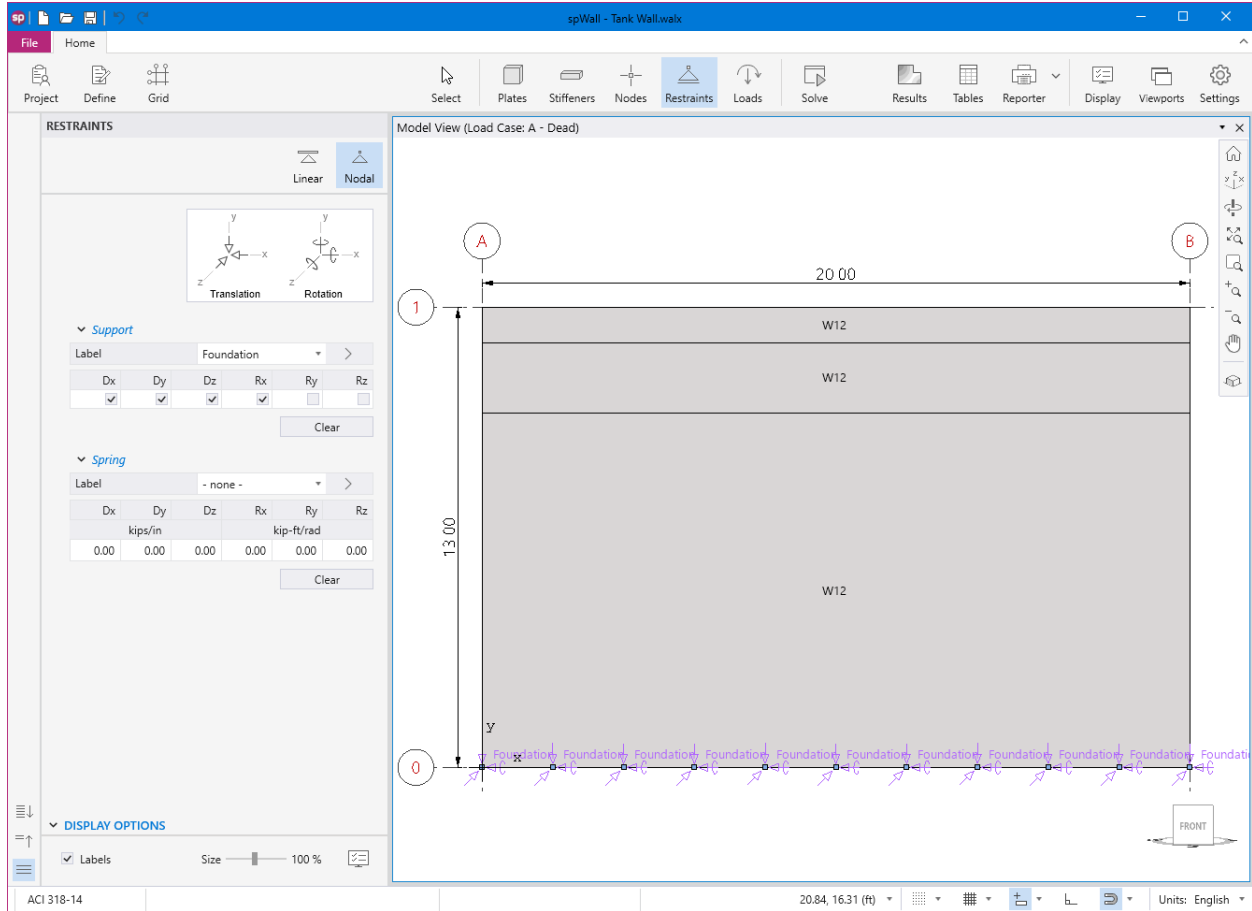 sp spWall - Tank Wall.walx
File Home
Project Define Grid Select Plates Stiffeners Nodes Restraints Loads Solve Results Tables Reporter Display Viewports Settings
RESTRAINTS
Linear Nodal
y y
x x
z z
Translation Rotation
Support
Label Foundation
Dx Dy Dz Rx Ry Rz
Clear
Spring
Label - none -
Dx Dy Dz Rx Ry Rz
kips/in kip-ft/rad
0.00 0.00 0.00 0.00 0.00 0.00
Clear
DISPLAY OPTIONS
Labels Size 100 %
Model View (Load Case: A - Dead)
A B
20.00
1
W12
W12
13.00
W12
y
x
Foundation Foundation Foundation Foundation Foundation Foundation Foundation Foundation Foundation Foundation Foundati
0
FRONT
y z x
ACI 318-14 20.84, 16.31 (ft) Units: English